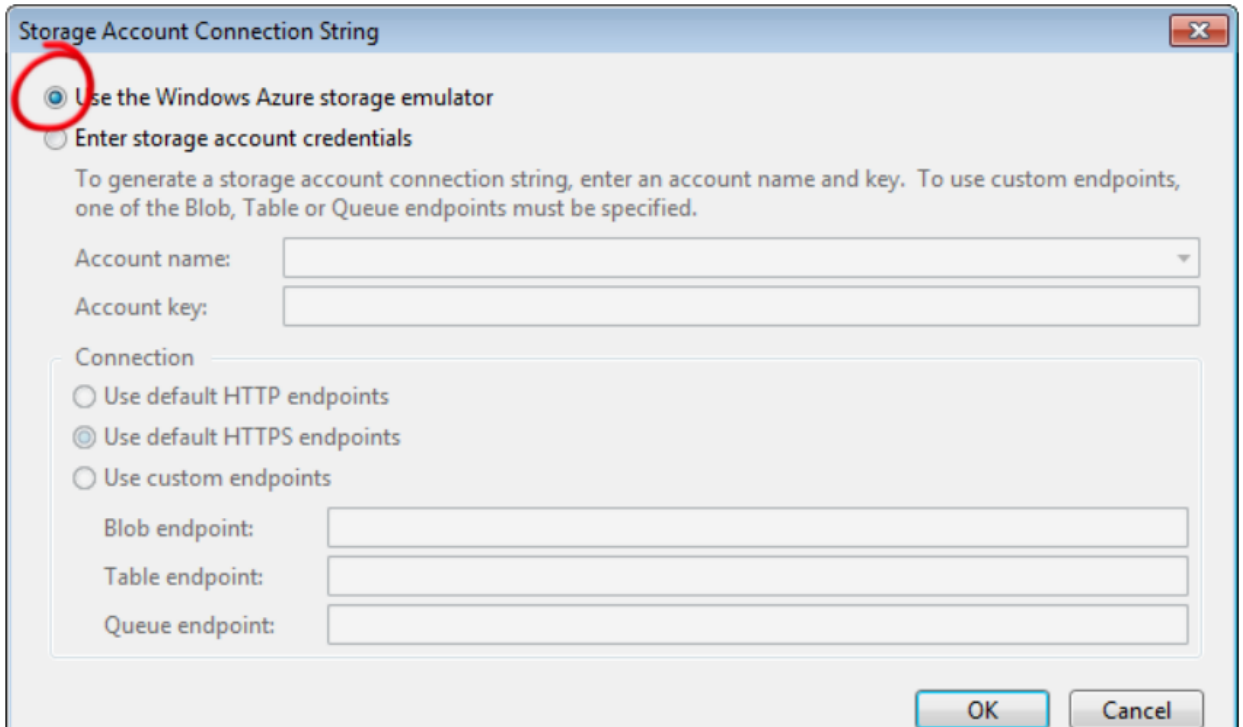 Storage Account Connection String
Use the Windows Azure storage emulator
Enter storage account credentials
To generate a storage account connection string, enter an account name and key. To use custom endpoints,
one of the Blob, Table or Queue endpoints must be specified.
Account name:
Account key:
Connection
Use default HTTP endpoints
Use default HTTPS endpoints
Use custom endpoints
Blob endpoint:
Table endpoint:
Queue endpoint:
OK Cancel